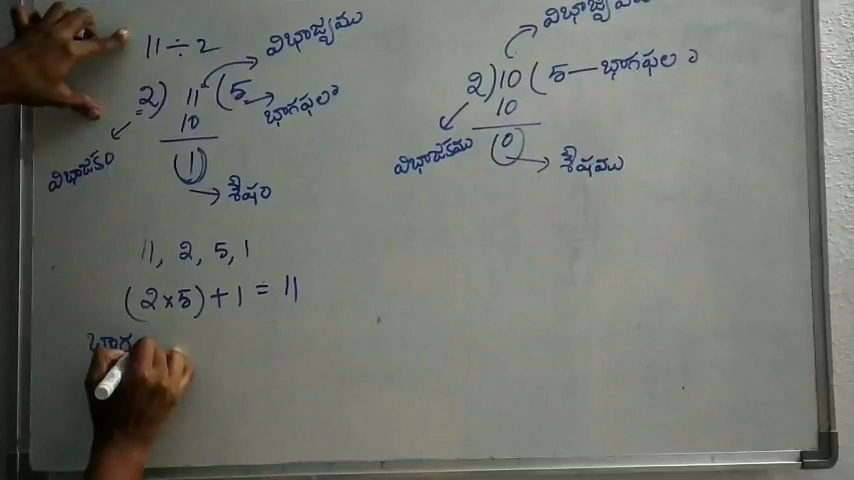 11 ÷ 2
విభాజ్యము
2) 11 (5 → భాగఫలం
10
విభాజకం
(1)
శేషం
11, 2, 5, 1
(2×5) + 1 = 11
భాగ
2) 10 (5 — భాగఫలం
10
విభాజకము
(0)
శేషము